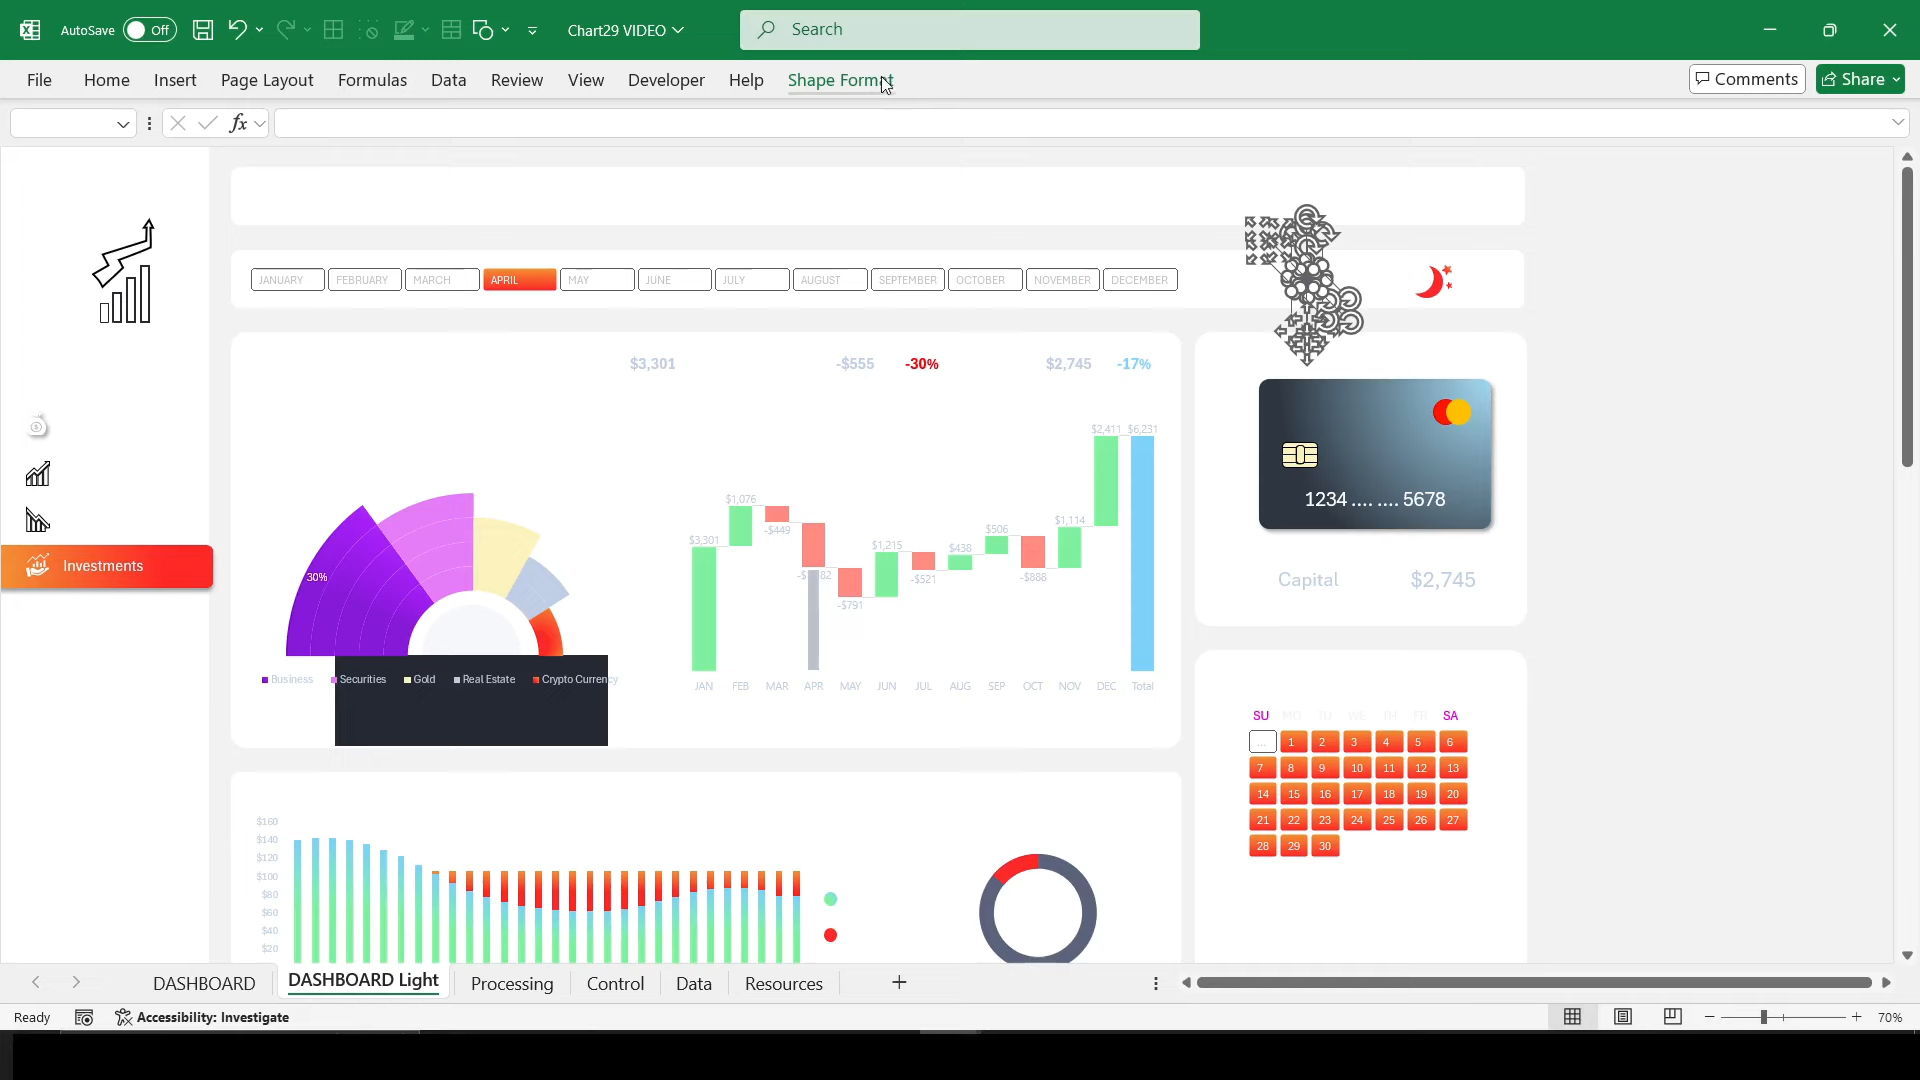 AutoSave Off Chart29 VIDEO Search
File Home Insert Page Layout Formulas Data Review View Developer Help Shape Format Comments Share
fx
JANUARY FEBRUARY MARCH APRIL MAY JUNE JULY AUGUST SEPTEMBER OCTOBER NOVEMBER DECEMBER
$3,301 -$555 -30% $2,745 -17%
$2,411 $6,231
$1,076
-$449
$3,301
$1,215
$506
$1,114
$438
-$521
-$888
-$791
30%
Business Securities Gold Real Estate Crypto Currency
JAN FEB MAR APR MAY JUN JUL AUG SEP OCT NOV DEC Total
Investments
1234 .... .... 5678
Capital $2,745
SU MO TU WE TH FR SA
... 1 2 3 4 5 6
7 8 9 10 11 12 13
14 15 16 17 18 19 20
21 22 23 24 25 26 27
28 29 30
$160
$140
$120
$100
$80
$60
$40
$20
DASHBOARD DASHBOARD Light Processing Control Data Resources
Ready Accessibility: Investigate 70%